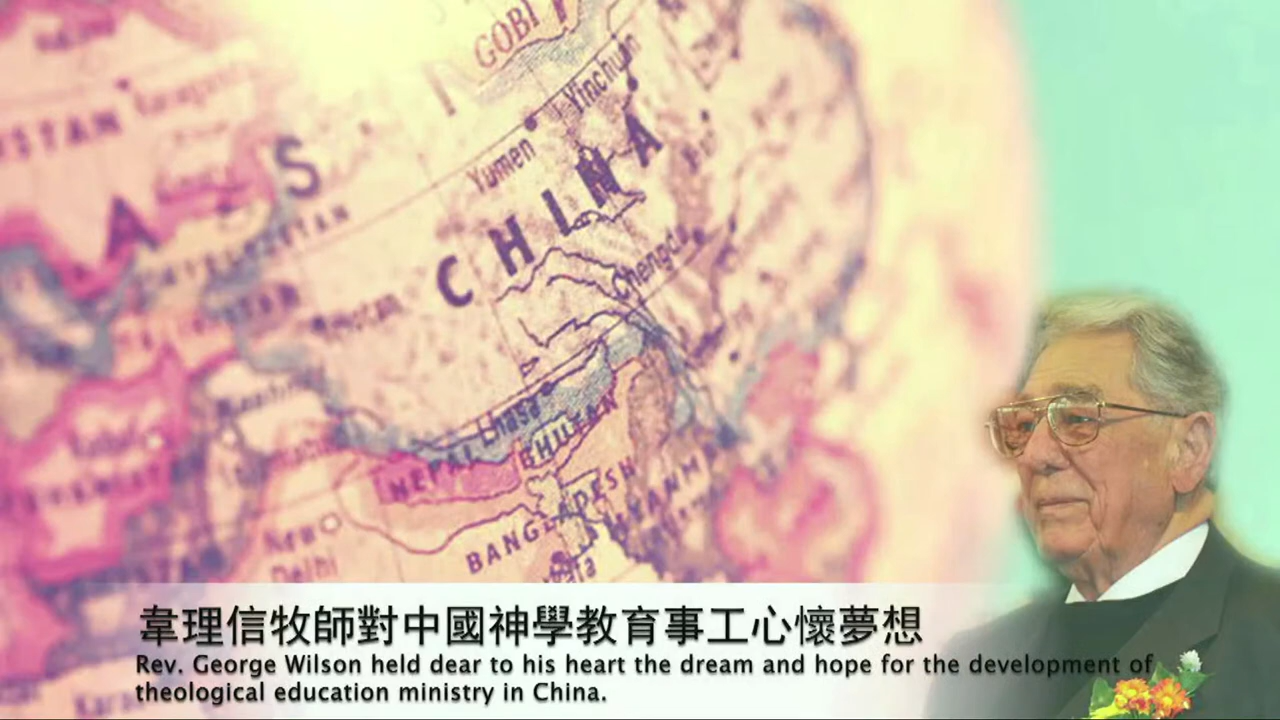 GOBI
Yinchuan
Yumen
CHINA
Chengdu
Lhasa
NEPAL
BHUTAN
BANGLADESH
New
Delhi
韋理信牧師對中國神學教育事工心懷夢想
Rev. George Wilson held dear to his heart the dream and hope for the development of
theological education ministry in China.